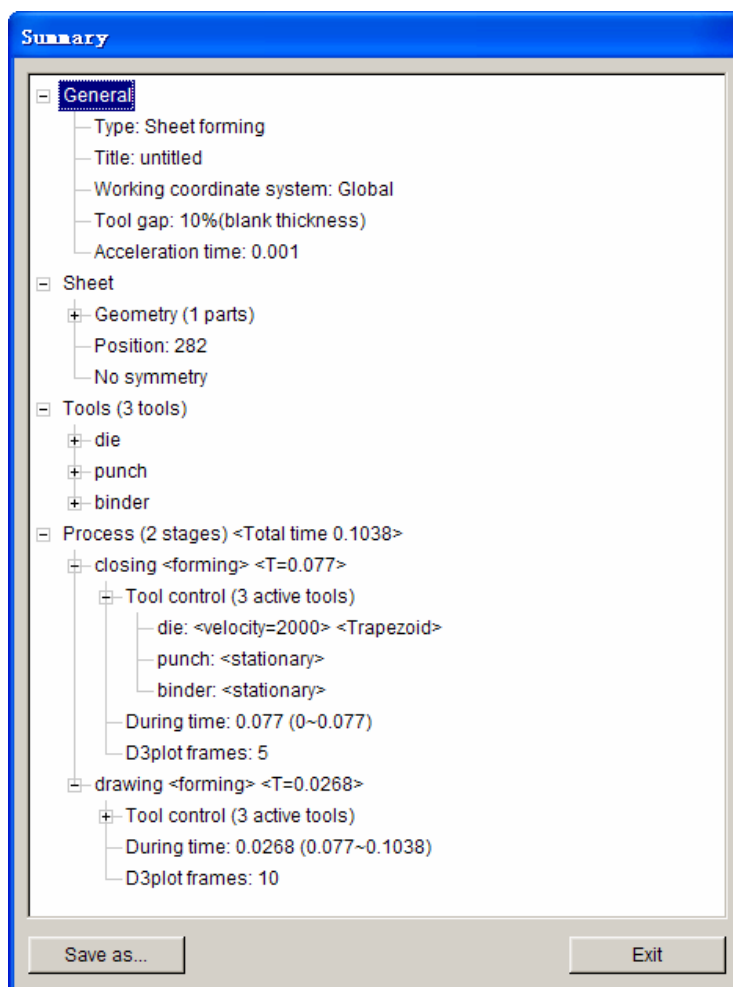 Summary
General
Type: Sheet forming
Title: untitled
Working coordinate system: Global
Tool gap: 10%(blank thickness)
Acceleration time: 0.001
Sheet
Geometry (1 parts)
Position: 282
No symmetry
Tools (3 tools)
die
punch
binder
Process (2 stages) <Total time 0.1038>
closing <forming> <T=0.077>
Tool control (3 active tools)
die: <velocity=2000> <Trapezoid>
punch: <stationary>
binder: <stationary>
During time: 0.077 (0~0.077)
D3plot frames: 5
drawing <forming> <T=0.0268>
Tool control (3 active tools)
During time: 0.0268 (0.077~0.1038)
D3plot frames: 10
Save as... Exit